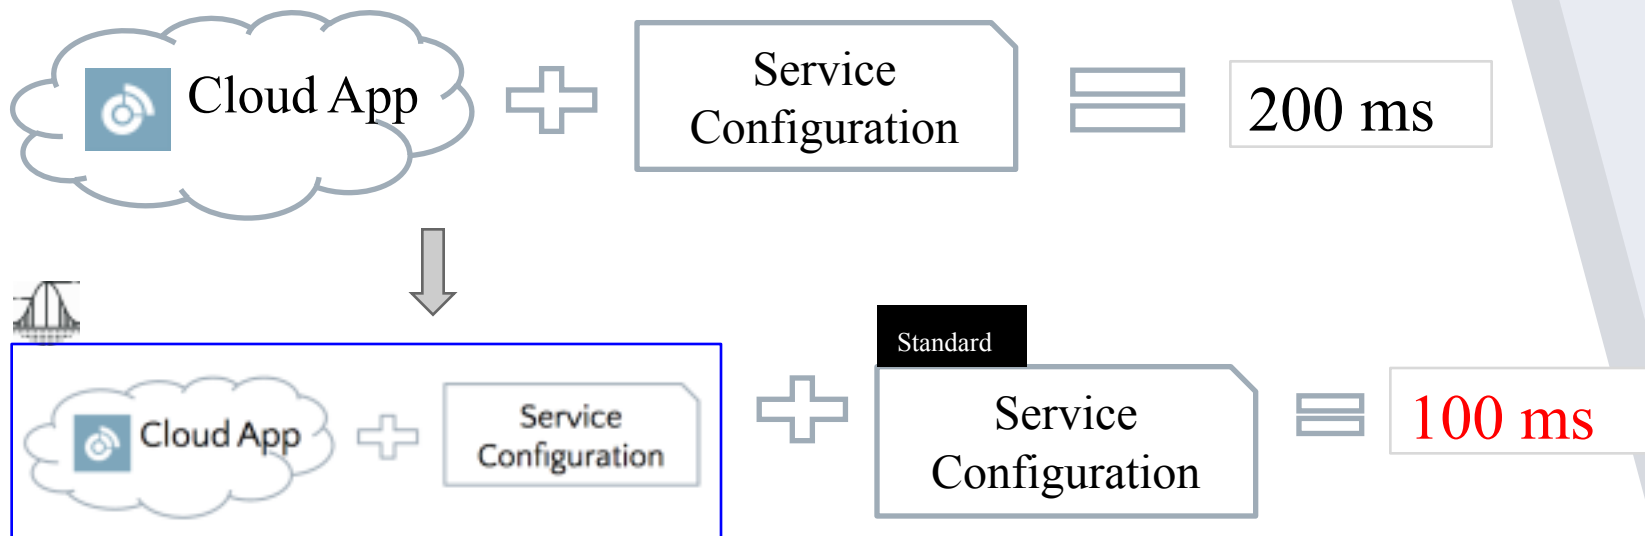 Cloud App
Service
Configuration
200 ms
Standard
Cloud App
Service
Configuration
Service
Configuration
100 ms